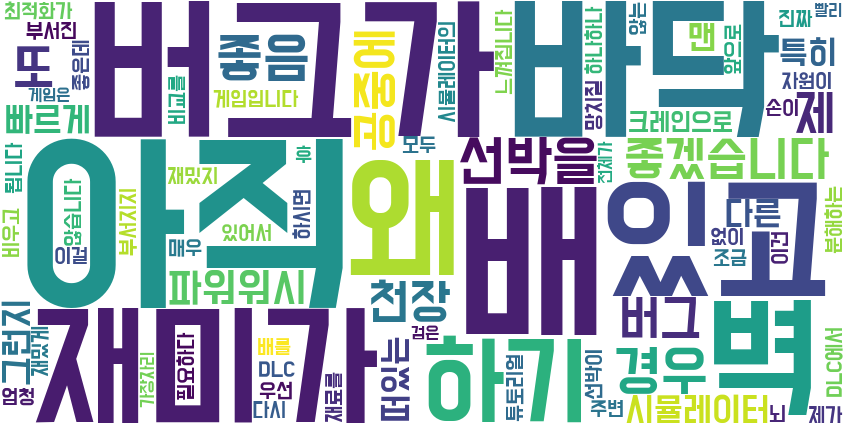 최적화가
부서진
또
좋은데
게임은
버그가
좋음
게임입니다
비교를
공중에
시뮬레이터의
느껴집니다
하나하나
망치질
바닥
않는
맨
앞으로
진짜
빨리
특히
자원이
손이
제
크레인으로
빠르게
모두
선박을
전체가
좋겠습니다
됩니다
비우고
않습니다
이걸
아직
부서지지
재밌지
매우
있어서
후
하시면
파워워시
왜
천장
배
있고
다른
없이
조금
이건
분해하는
그런지
재밌게
엄청
재미가
가장자리
필요하다
배를
DLC
우선
다시
재료를
검은
떠있는
하기
튜토리얼
선박이
주변
버그
경우
벽
시뮬레이터
뇌
제가
DLC에서